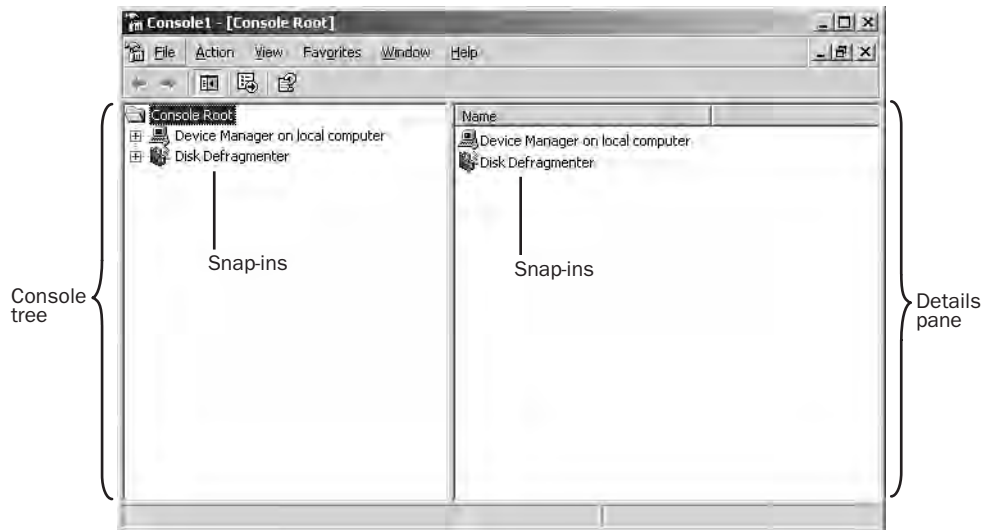 Console1 - [Console Root]
File Action View Favorites Window Help
Console Root
Device Manager on local computer
Disk Defragmenter
Name
Device Manager on local computer
Disk Defragmenter
Snap-ins
Snap-ins
Console
tree
Details
pane